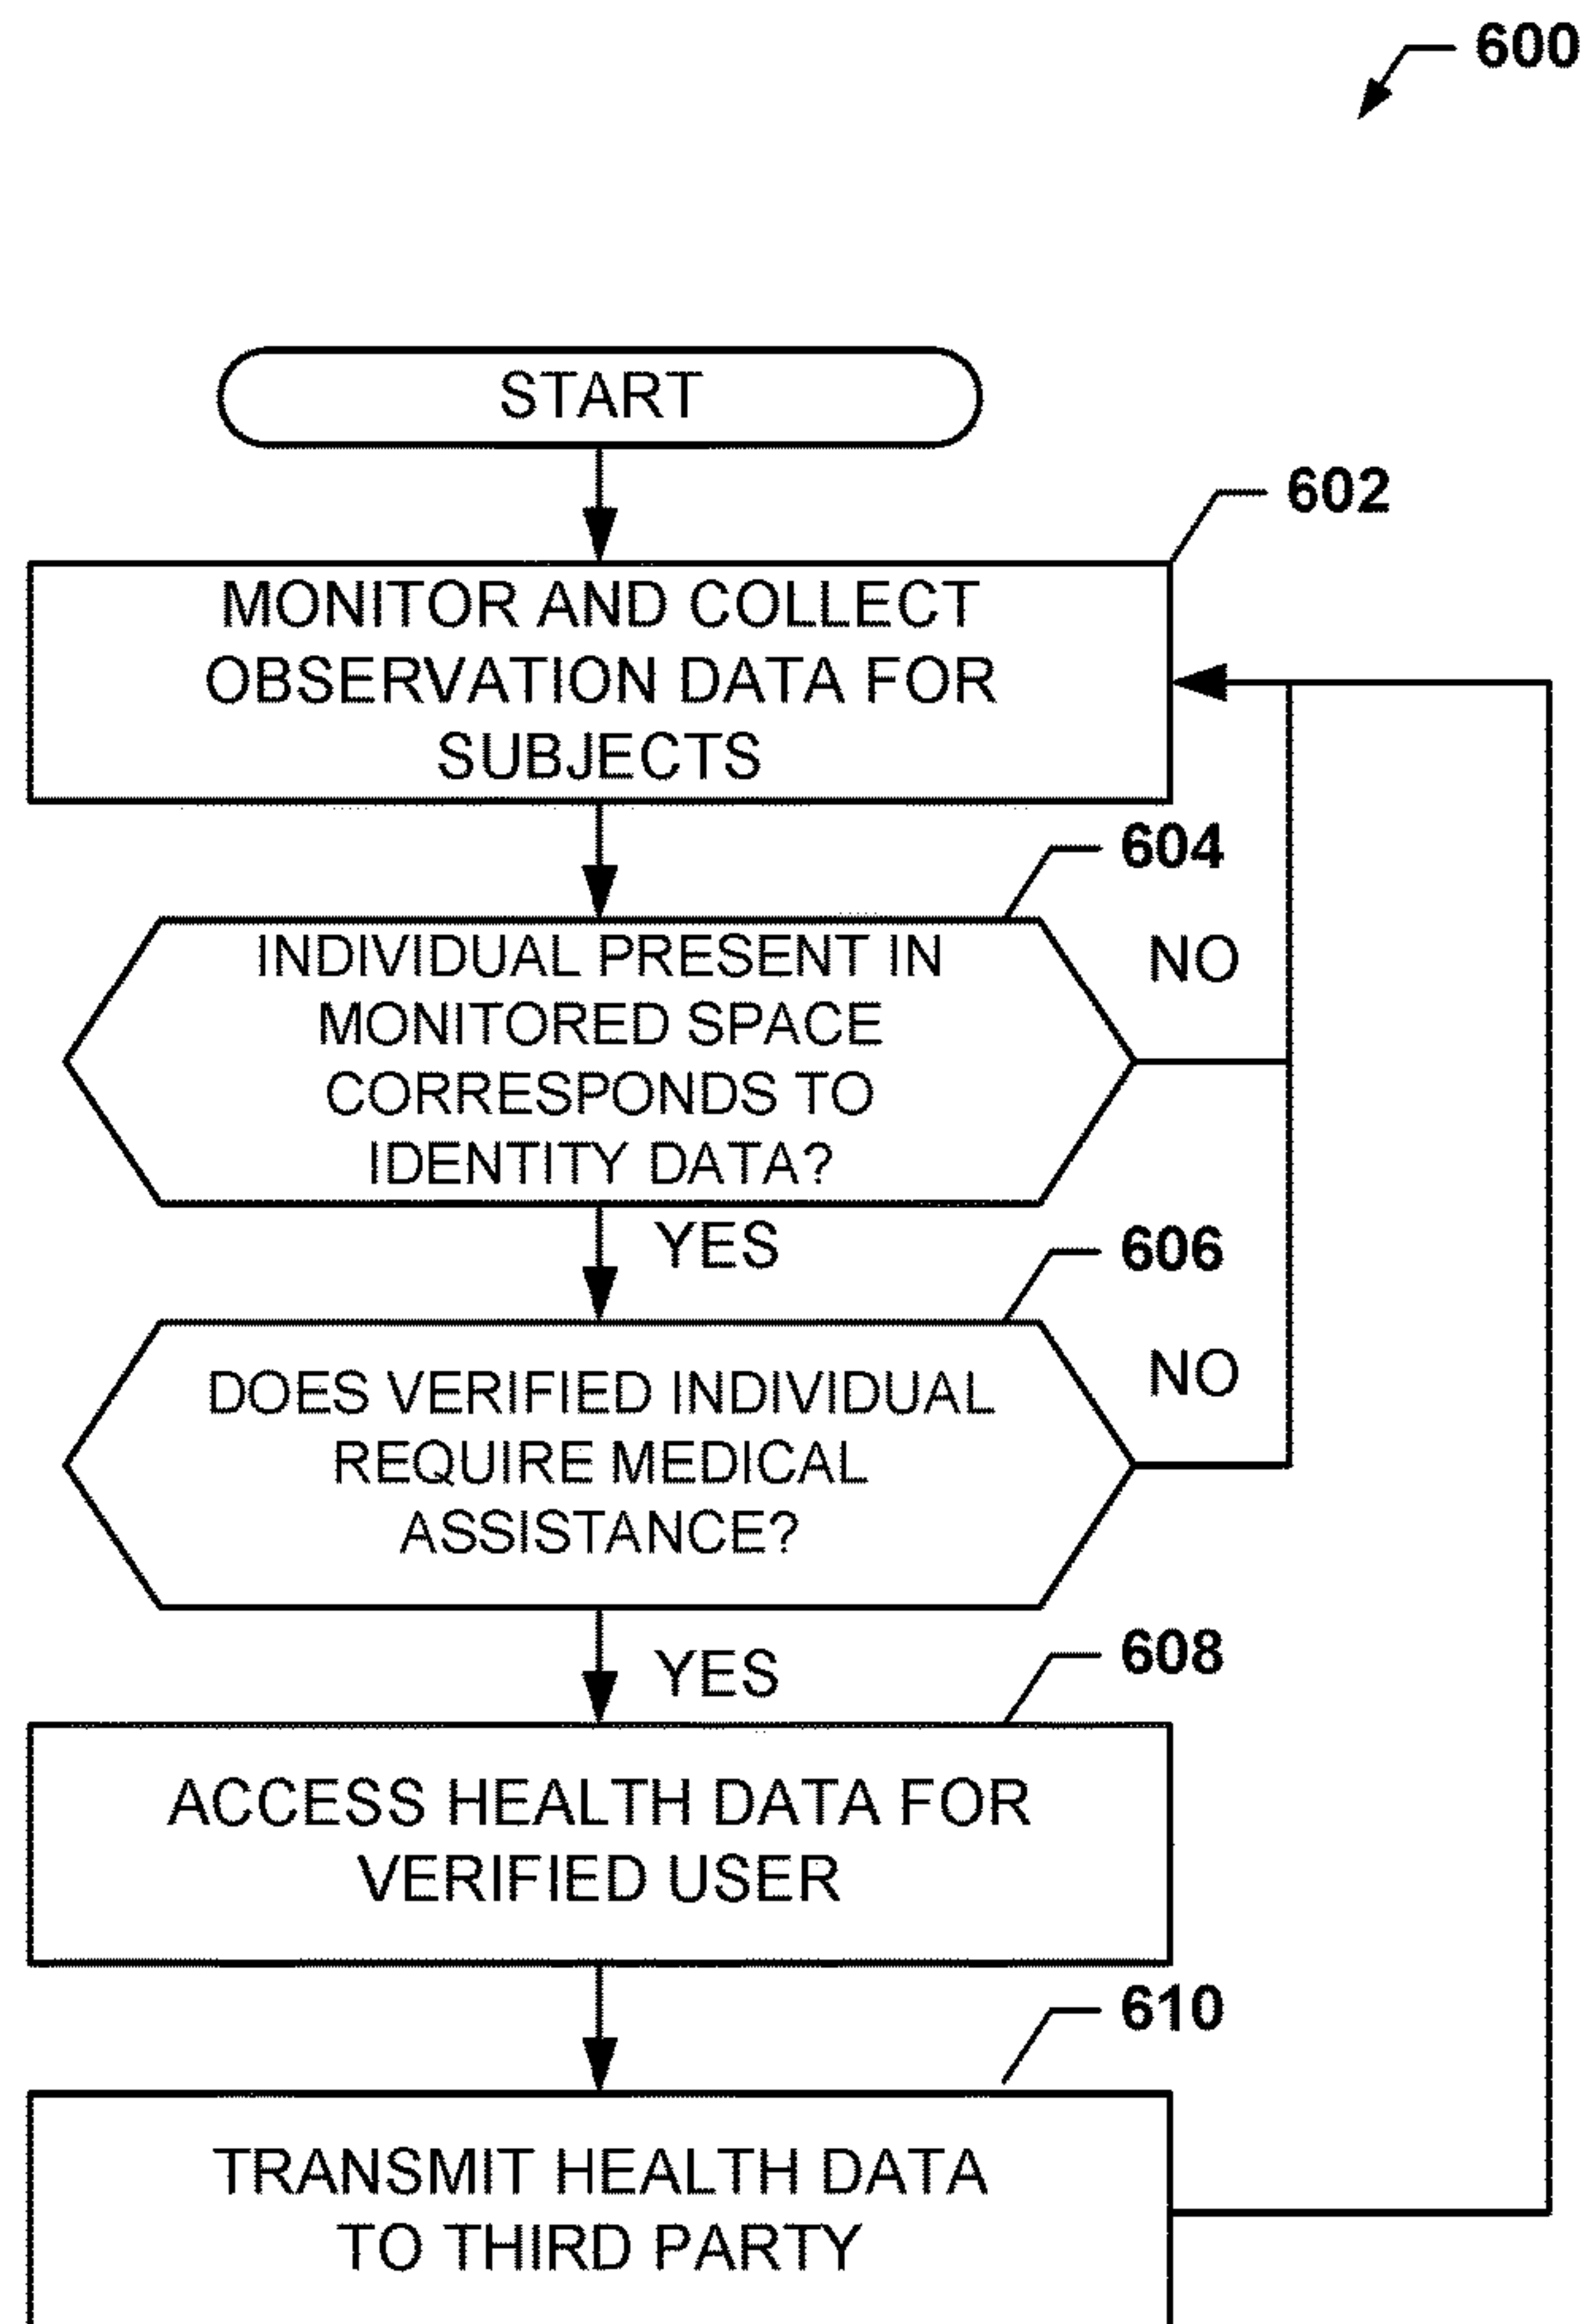 600
START
602
MONITOR AND COLLECT
OBSERVATION DATA FOR
SUBJECTS
604
INDIVIDUAL PRESENT IN
MONITORED SPACE
CORRESPONDS TO
IDENTITY DATA?
NO
YES
606
DOES VERIFIED INDIVIDUAL
REQUIRE MEDICAL
ASSISTANCE?
NO
YES
608
ACCESS HEALTH DATA FOR
VERIFIED USER
610
TRANSMIT HEALTH DATA
TO THIRD PARTY